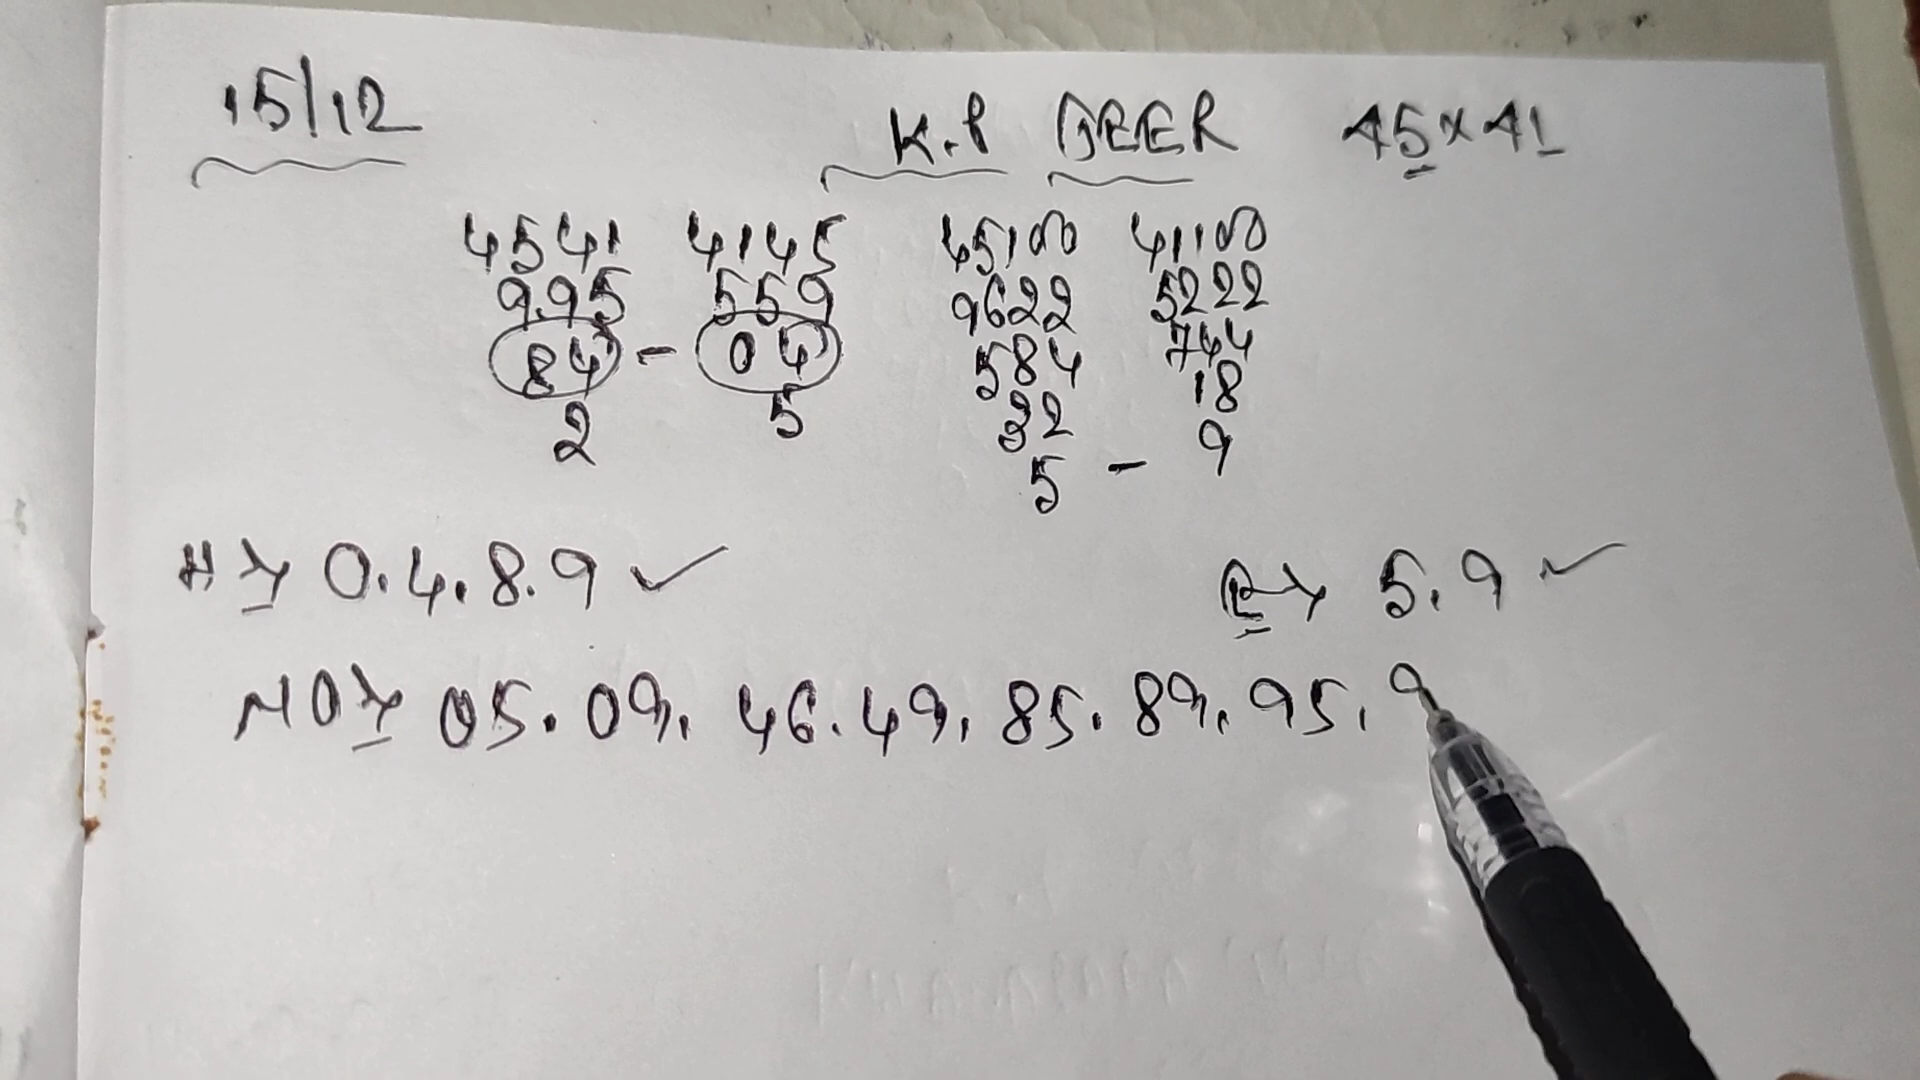 15/12 K.P DEER 45x41
4541 4145 45100 41100
995 559 9622 5222
84 - 04 584 744
2 5 32 18
5 - 9
H> 0.4.8.9 ✓ E> 5.9 ✓
NO> 05. 09. 46. 49. 85. 89. 95. 9